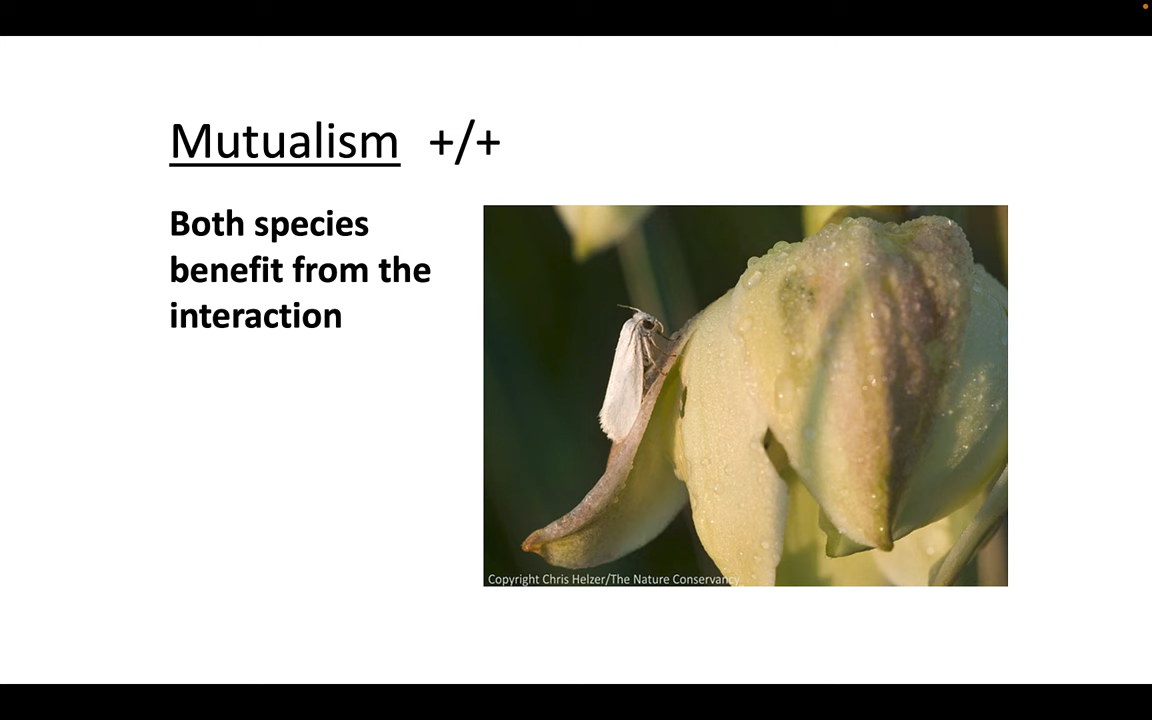 Mutualism +/+
Both species
benefit from the
interaction
Copyright Chris Helzer/The Nature Conservancy